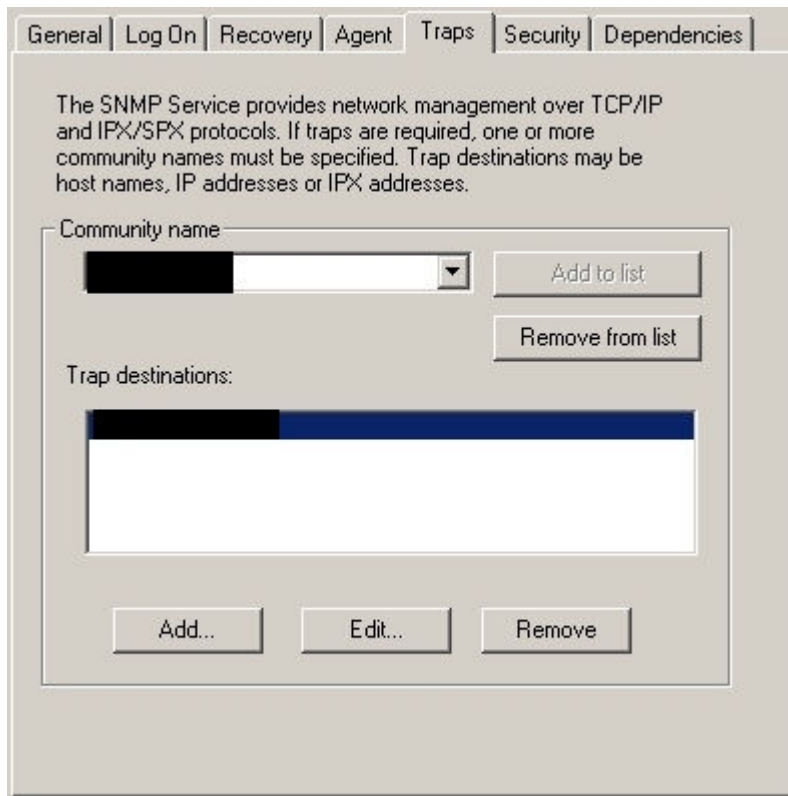 General Log On Recovery Agent Traps Security Dependencies
The SNMP Service provides network management over TCP/IP
and IPX/SPX protocols. If traps are required, one or more
community names must be specified. Trap destinations may be
host names, IP addresses or IPX addresses.
Community name
Add to list
Remove from list
Trap destinations:
Add... Edit... Remove